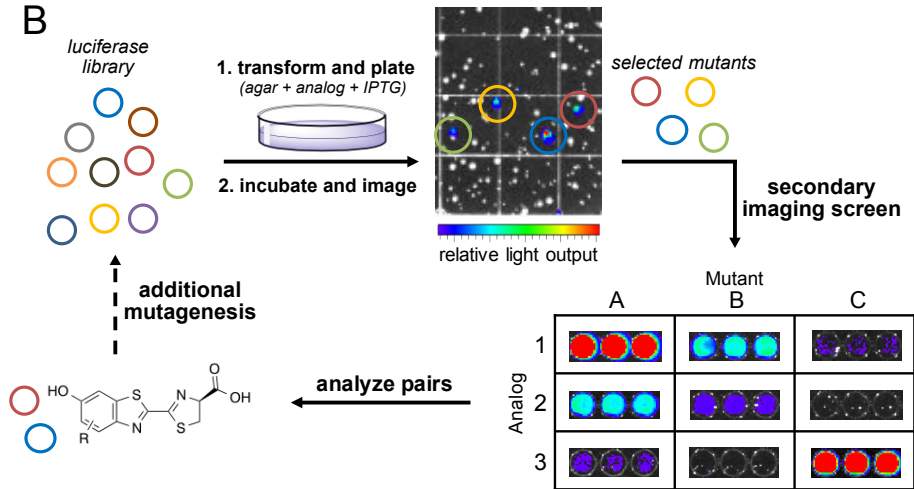 B
luciferase
library
1. transform and plate
(agar + analog + IPTG)
2. incubate and image
relative light output
selected mutants
secondary
imaging screen
Mutant
A B C
Analog
1
2
3
analyze pairs
additional
mutagenesis
HO
S
N
R
N
S
O
OH